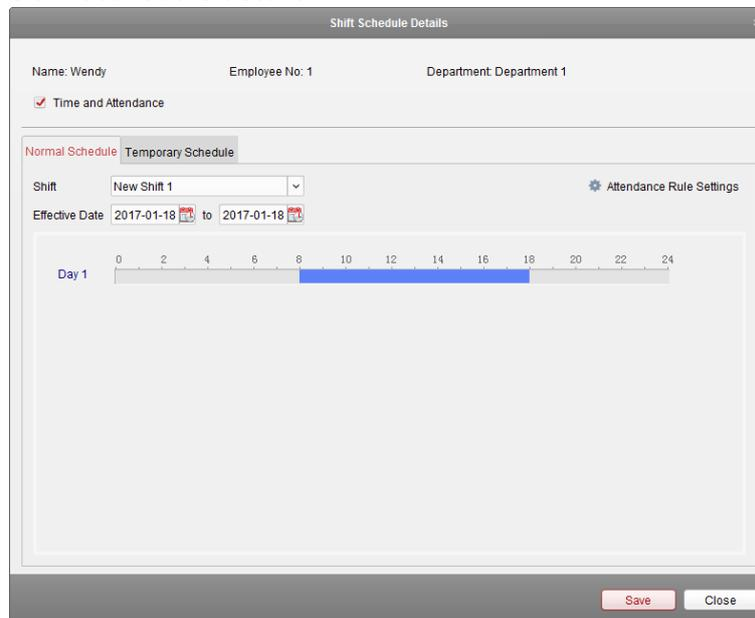 Shift Schedule Details
Name: Wendy Employee No: 1 Department: Department 1
Time and Attendance
Normal Schedule Temporary Schedule
Shift New Shift 1 Attendance Rule Settings
Effective Date 2017-01-18 to 2017-01-18
0 2 4 6 8 10 12 14 16 18 20 22 24
Day 1
Save Close